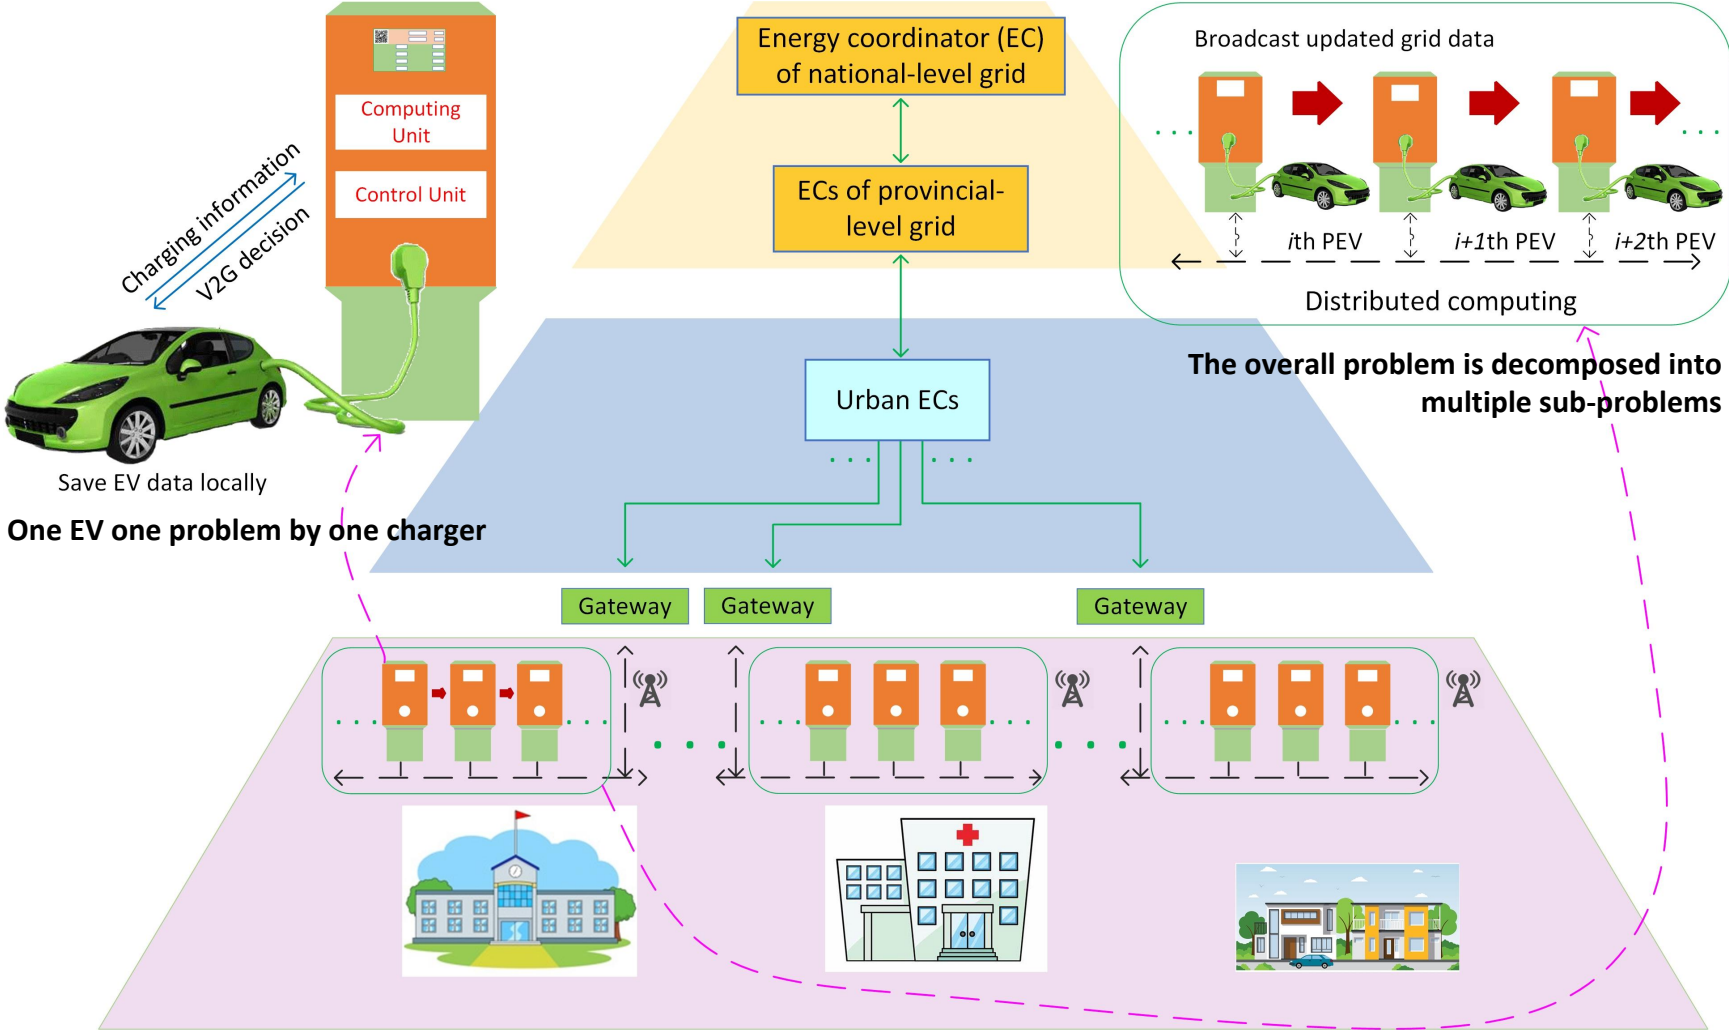 Computing
Unit
Control Unit
Charging information
V2G decision
Save EV data locally
One EV one problem by one charger
Energy coordinator (EC)
of national-level grid
ECs of provincial-
level grid
Urban ECs
Broadcast updated grid data
ith PEV
i+1th PEV
i+2th PEV
Distributed computing
The overall problem is decomposed into
multiple sub-problems
Gateway
Gateway
Gateway